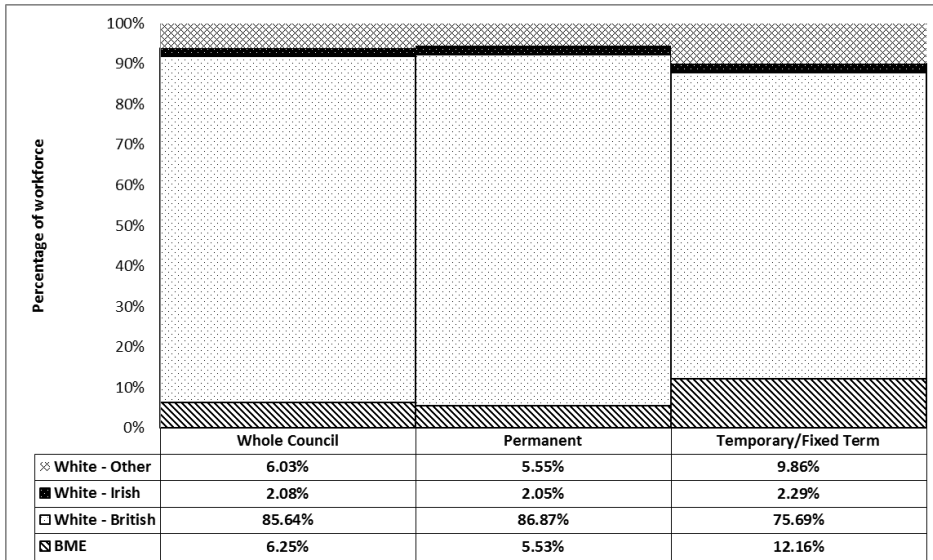 100%
90%
80%
70%
60%
50%
40%
30%
20%
10%
0%
Percentage of workforce
Whole Council Permanent Temporary/Fixed Term
White - Other 6.03% 5.55% 9.86%
White - Irish 2.08% 2.05% 2.29%
White - British 85.64% 86.87% 75.69%
BME 6.25% 5.53% 12.16%